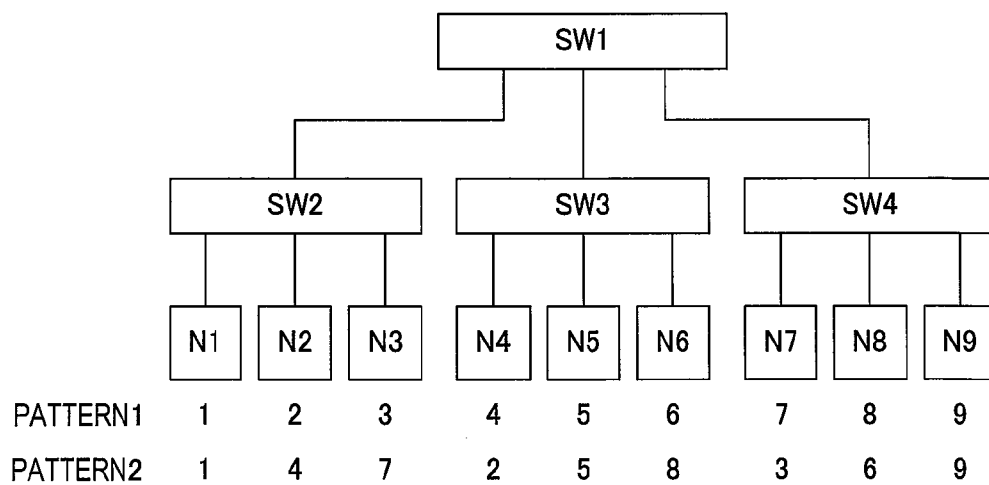 SW1
SW2 SW3 SW4
N1 N2 N3 N4 N5 N6 N7 N8 N9
PATTERN1 1 2 3 4 5 6 7 8 9
PATTERN2 1 4 7 2 5 8 3 6 9